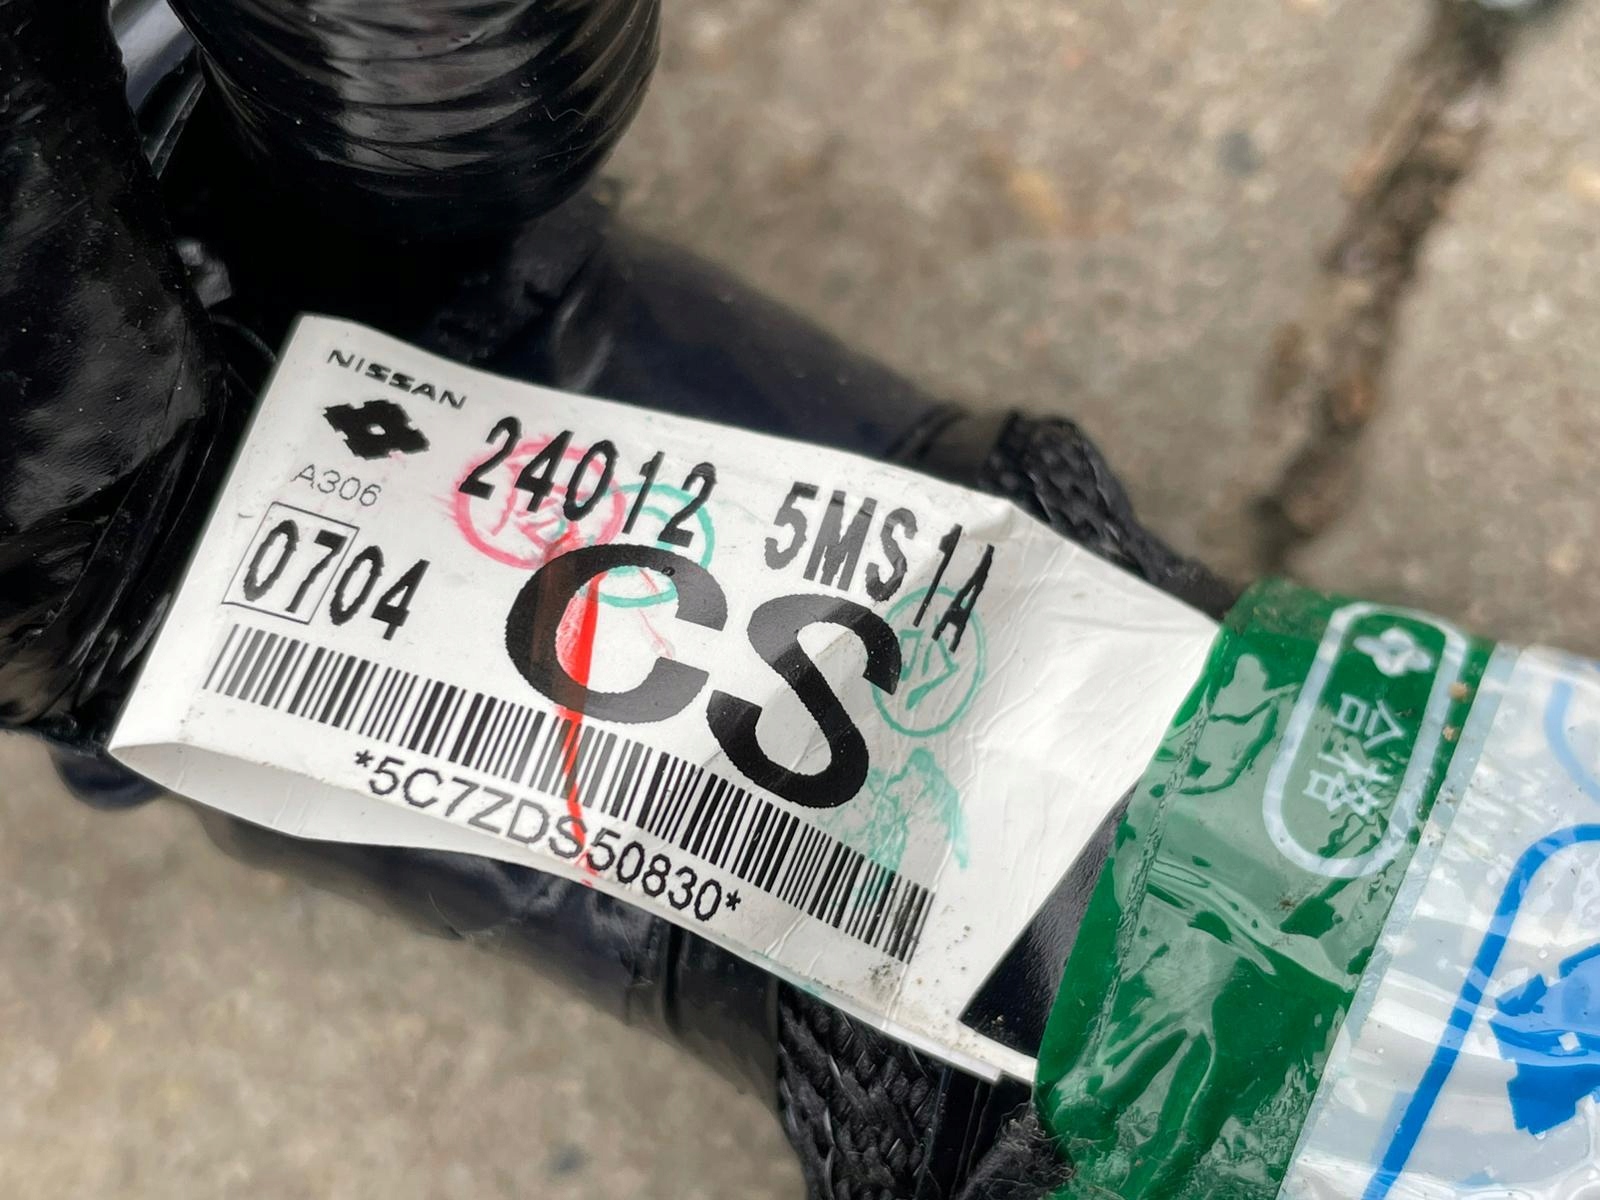 NISSAN
24012 5MS1A
A306
0704
CS
*5C7ZDS50830*
合格